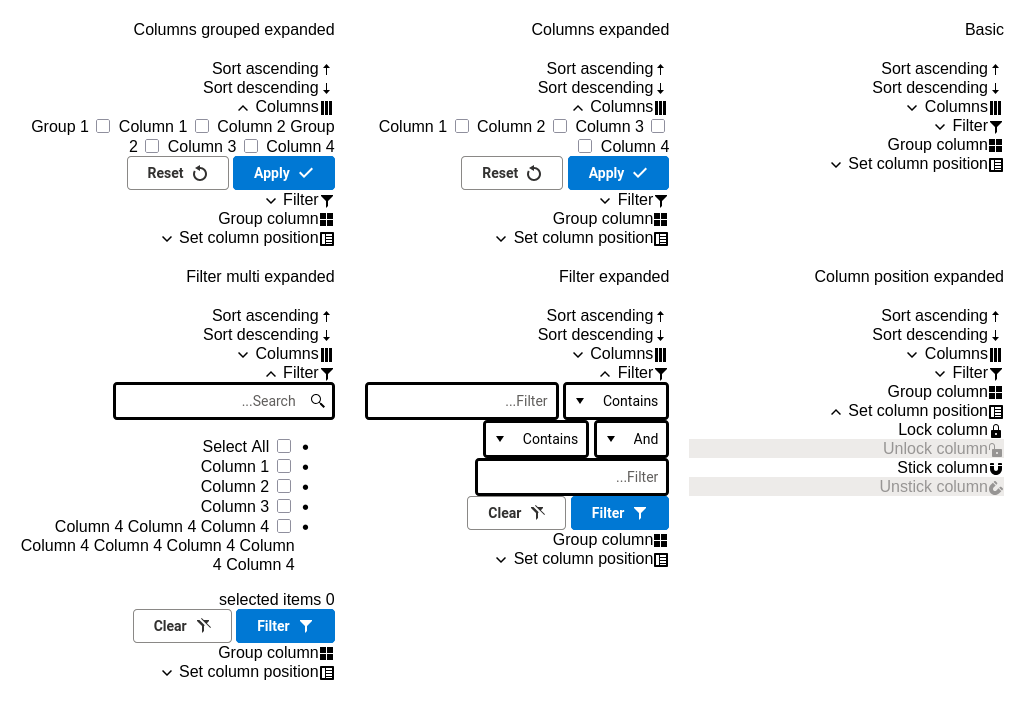 Columns grouped expanded
Sort ascending
Sort descending
Columns
Group 1 Column 1 Column 2 Group
2 Column 3 Column 4
Reset Apply
Filter
Group column
Set column position
Columns expanded
Sort ascending
Sort descending
Columns
Column 1 Column 2 Column 3
Column 4
Reset Apply
Filter
Group column
Set column position
Basic
Sort ascending
Sort descending
Columns
Filter
Group column
Set column position
Filter multi expanded
Sort ascending
Sort descending
Columns
Filter
...Search
Select All
Column 1
Column 2
Column 3
Column 4 Column 4 Column 4
Column 4 Column 4 Column 4 Column
4 Column 4
selected items 0
Clear Filter
Group column
Set column position
Filter expanded
Sort ascending
Sort descending
Columns
Filter
...Filter Contains
Contains And
...Filter
Clear Filter
Group column
Set column position
Column position expanded
Sort ascending
Sort descending
Columns
Filter
Group column
Set column position
Lock column
Unlock column
Stick column
Unstick column